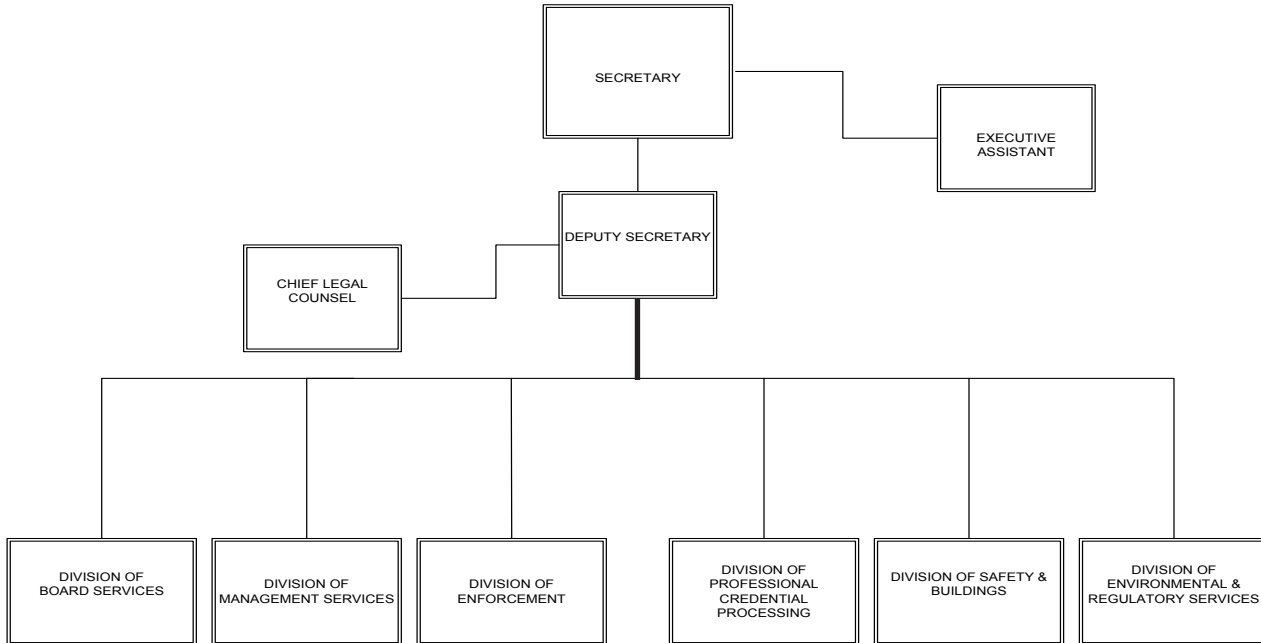 SECRETARY
EXECUTIVE
ASSISTANT
DEPUTY SECRETARY
CHIEF LEGAL
COUNSEL
DIVISION OF
BOARD SERVICES
DIVISION OF
MANAGEMENT SERVICES
DIVISION OF
ENFORCEMENT
DIVISION OF
PROFESSIONAL
CREDENTIAL
PROCESSING
DIVISION OF SAFETY &
BUILDINGS
DIVISION OF
ENVIRONMENTAL &
REGULATORY SERVICES